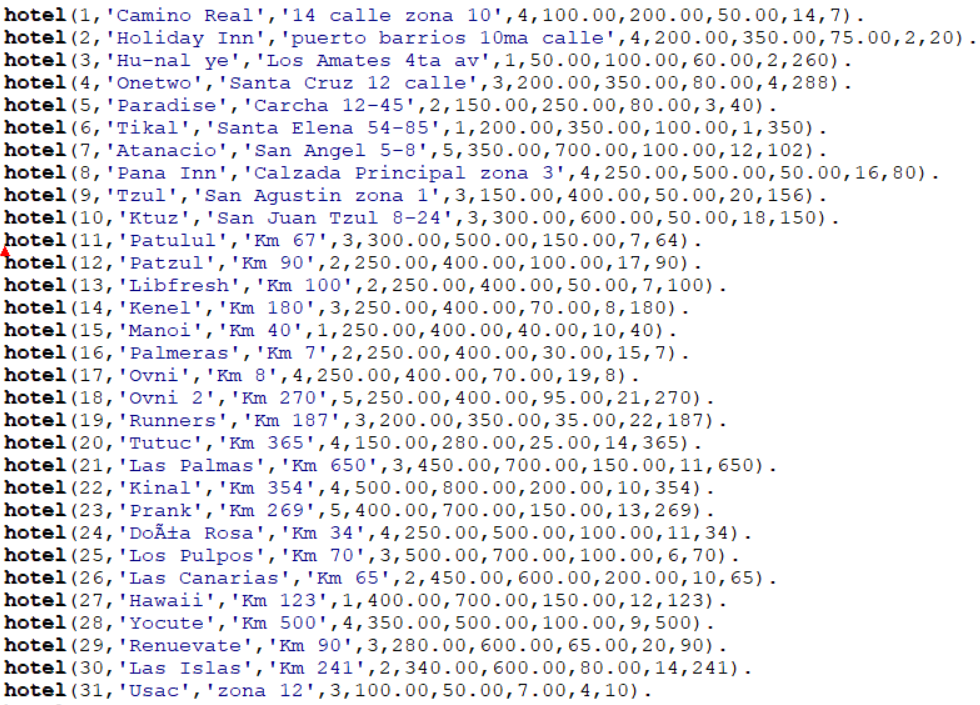 hotel(1,'Camino Real','14 calle zona 10',4,100.00,200.00,50.00,14,7).
hotel(2,'Holiday Inn','puerto barrios 10ma calle',4,200.00,350.00,75.00,2,20).
hotel(3,'Hu-nal ye','Los Amates 4ta av',1,50.00,100.00,60.00,2,260).
hotel(4,'Onetwo','Santa Cruz 12 calle',3,200.00,350.00,80.00,4,288).
hotel(5,'Paradise','Carcha 12-45',2,150.00,250.00,80.00,3,40).
hotel(6,'Tikal','Santa Elena 54-85',1,200.00,350.00,100.00,1,350).
hotel(7,'Atanacio','San Angel 5-8',5,350.00,700.00,100.00,12,102).
hotel(8,'Pana Inn','Calzada Principal zona 3',4,250.00,500.00,50.00,16,80).
hotel(9,'Tzul','San Agustin zona 1',3,150.00,400.00,50.00,20,156).
hotel(10,'Ktuz','San Juan Tzul 8-24',3,300.00,600.00,50.00,18,150).
hotel(11,'Patulul','Km 67',3,300.00,500.00,150.00,7,64).
hotel(12,'Patzul','Km 90',2,250.00,400.00,100.00,17,90).
hotel(13,'Libfresh','Km 100',2,250.00,400.00,50.00,7,100).
hotel(14,'Kenel','Km 180',3,250.00,400.00,70.00,8,180).
hotel(15,'Manoi','Km 40',1,250.00,400.00,40.00,10,40).
hotel(16,'Palmeras','Km 7',2,250.00,400.00,30.00,15,7).
hotel(17,'Ovni','Km 8',4,250.00,400.00,70.00,19,8).
hotel(18,'Ovni 2','Km 270',5,250.00,400.00,95.00,21,270).
hotel(19,'Runners','Km 187',3,200.00,350.00,35.00,22,187).
hotel(20,'Tutuc','Km 365',4,150.00,280.00,25.00,14,365).
hotel(21,'Las Palmas','Km 650',3,450.00,700.00,150.00,11,650).
hotel(22,'Kinal','Km 354',4,500.00,800.00,200.00,10,354).
hotel(23,'Prank','Km 269',5,400.00,700.00,150.00,13,269).
hotel(24,'DoÃ±a Rosa','Km 34',4,250.00,500.00,100.00,11,34).
hotel(25,'Los Pulpos','Km 70',3,500.00,700.00,100.00,6,70).
hotel(26,'Las Canarias','Km 65',2,450.00,600.00,200.00,10,65).
hotel(27,'Hawaii','Km 123',1,400.00,700.00,150.00,12,123).
hotel(28,'Yocute','Km 500',4,350.00,500.00,100.00,9,500).
hotel(29,'Renuevate','Km 90',3,280.00,600.00,65.00,20,90).
hotel(30,'Las Islas','Km 241',2,340.00,600.00,80.00,14,241).
hotel(31,'Usac','zona 12',3,100.00,50.00,7.00,4,10).